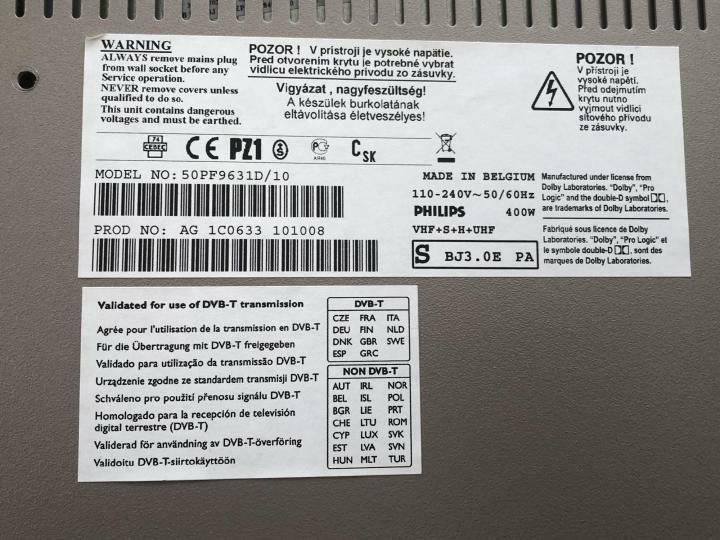 WARNING
ALWAYS remove mains plug
from wall socket before any
Service operation.
NEVER remove covers unless
qualified to do so.
This unit contains dangerous
voltages and must be earthed.
POZOR ! V prístroji je vysoké napätie.
Pred otvorením krytu je potrebné vybrat
vidlicu elektrického prívodu zo zásuvky.
Vigyázat , nagyfeszültség!
A készülek burkolatának
eltávolítása életveszélyes!
POZOR !
V přístroji je
vysoké napětí.
Před odejmutím
krytu nutno
vyjmout vidlici
síťového přívodu
ze zásuvky.
74
CEBEC
CE PZ1
CSK
MODEL NO: 50PF9631D/10
PROD NO: AG 1C0633 101008
MADE IN BELGIUM
110-240V~50/60Hz
PHILIPS 400W
VHF+S+H+UHF
S BJ3.0E PA
Manufactured under license from
Dolby Laboratories. "Dolby", "Pro
Logic" and the double-D symbol
are trademarks of Dolby Laboratories.
Fabriqué sous licence de Dolby
Laboratories. "Dolby", "Pro Logic" et
le symbole double-D , sont des
marques de Dolby Laboratories.
Validated for use of DVB-T transmission
Agrée pour l'utilisation de la transmission en DVB-T
Für die Übertragung mit DVB-T freigegeben
Validado para utilização da transmissão DVB-T
Urządzenie zgodne ze standardem transmisji DVB-T
Schváleno pro použití přenosu signálu DVB-T
Homologado para la recepción de televisión
digital terrestre (DVB-T)
Validerad för användning av DVB-T-överföring
Validoitu DVB-T-siirtokäyttöön
DVB-T
CZE FRA ITA
DEU FIN NLD
DNK GBR SWE
ESP GRC
NON DVB-T
AUT IRL NOR
BEL ISL POL
BGR LIE PRT
CHE LTU ROM
CYP LUX SVK
EST LVA SVN
HUN MLT TUR